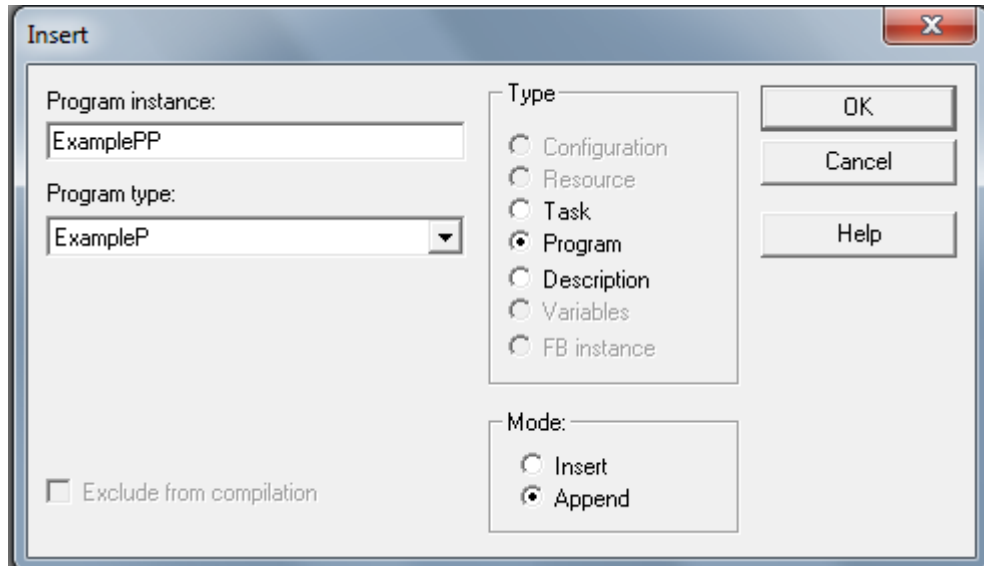 Insert
Program instance:
ExamplePP
Program type:
ExampleP
Exclude from compilation
Type
Configuration
Resource
Task
Program
Description
Variables
FB instance
Mode:
Insert
Append
OK
Cancel
Help